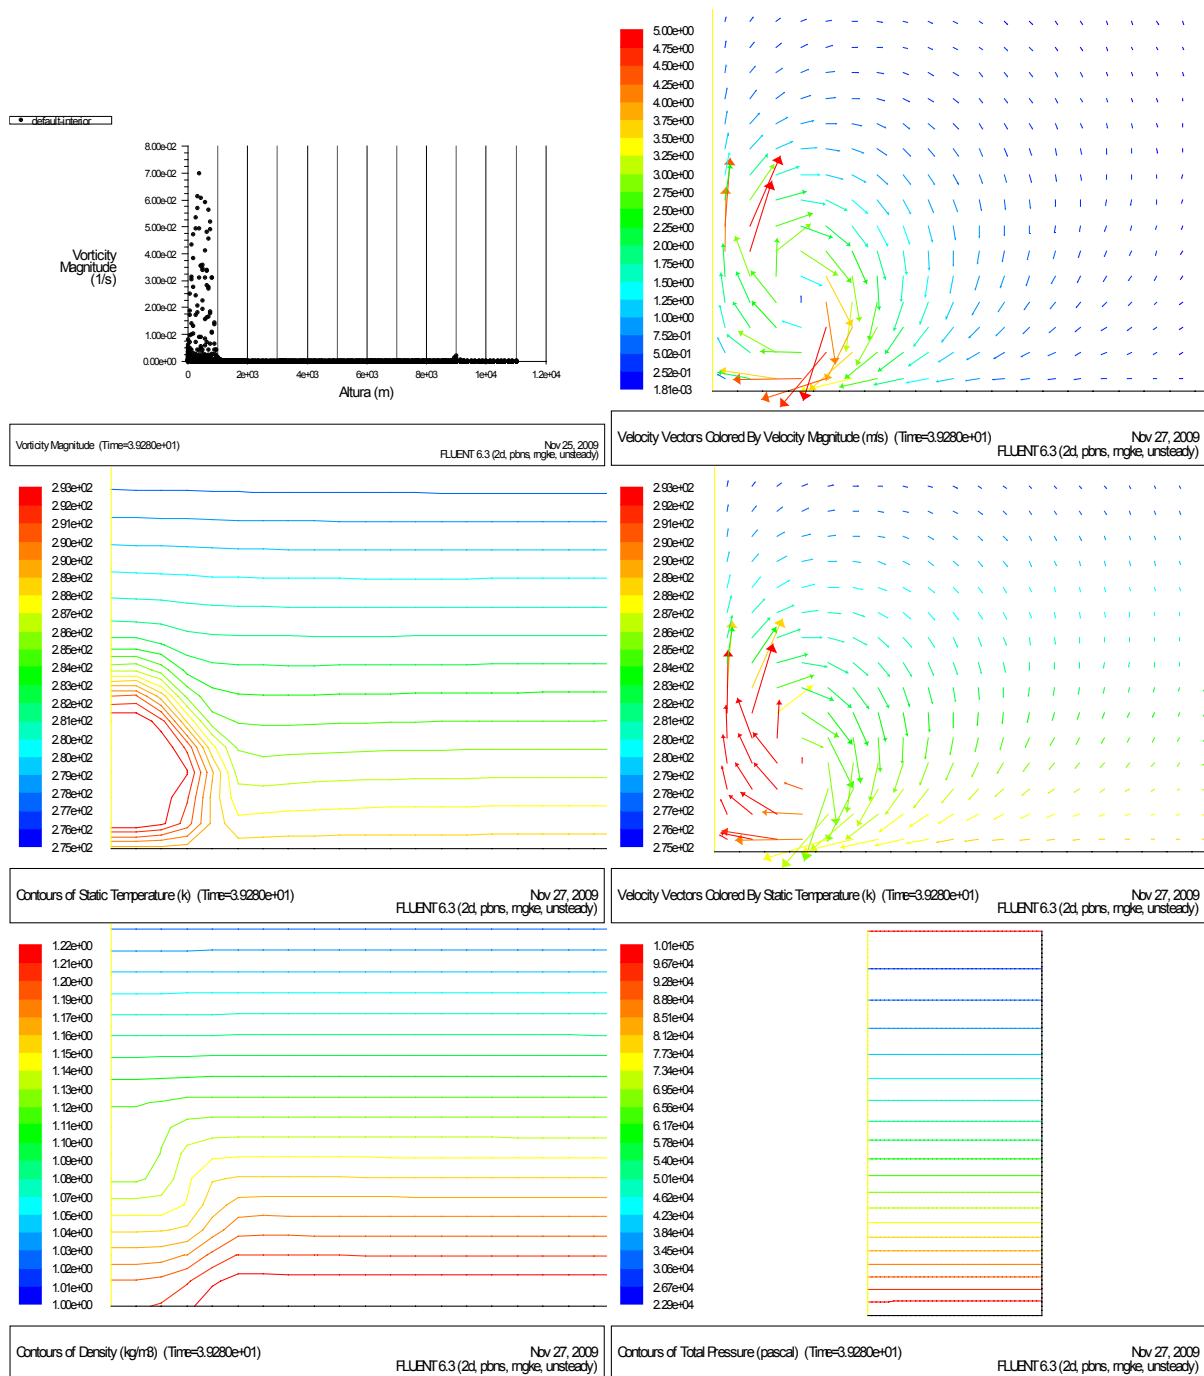 default-interior
8.00e-02
7.00e-02
6.00e-02
5.00e-02
4.00e-02
3.00e-02
2.00e-02
1.00e-02
0.00e+00
Vorticity
Magnitude
(1/s)
0
2e+03
4e+03
6e+03
8e+03
1e+04
1.2e+04
Altura (m)
Vorticity Magnitude (Time=3.9280e+01)
Nov 25, 2009
FLUENT 6.3 (2d, pbns, rngke, unsteady)
5.00e+00
4.75e+00
4.50e+00
4.25e+00
4.00e+00
3.75e+00
3.50e+00
3.25e+00
3.00e+00
2.75e+00
2.50e+00
2.25e+00
2.00e+00
1.75e+00
1.50e+00
1.25e+00
1.00e+00
7.52e-01
5.02e-01
2.52e-01
1.81e-03
Velocity Vectors Colored By Velocity Magnitude (m/s) (Time=3.9280e+01)
Nov 27, 2009
FLUENT 6.3 (2d, pbns, rngke, unsteady)
2.93e+02
2.92e+02
2.91e+02
2.90e+02
2.90e+02
2.89e+02
2.88e+02
2.87e+02
2.86e+02
2.85e+02
2.84e+02
2.83e+02
2.82e+02
2.81e+02
2.80e+02
2.80e+02
2.79e+02
2.78e+02
2.77e+02
2.76e+02
2.75e+02
Contours of Static Temperature (k) (Time=3.9280e+01)
Nov 27, 2009
FLUENT 6.3 (2d, pbns, rngke, unsteady)
2.93e+02
2.92e+02
2.91e+02
2.90e+02
2.90e+02
2.89e+02
2.88e+02
2.87e+02
2.86e+02
2.85e+02
2.84e+02
2.83e+02
2.82e+02
2.81e+02
2.80e+02
2.80e+02
2.79e+02
2.78e+02
2.77e+02
2.76e+02
2.75e+02
Velocity Vectors Colored By Static Temperature (k) (Time=3.9280e+01)
Nov 27, 2009
FLUENT 6.3 (2d, pbns, rngke, unsteady)
1.22e+00
1.21e+00
1.20e+00
1.19e+00
1.17e+00
1.16e+00
1.15e+00
1.14e+00
1.13e+00
1.12e+00
1.11e+00
1.10e+00
1.09e+00
1.08e+00
1.07e+00
1.05e+00
1.04e+00
1.03e+00
1.02e+00
1.01e+00
1.00e+00
Contours of Density (kg/m3) (Time=3.9280e+01)
Nov 27, 2009
FLUENT 6.3 (2d, pbns, rngke, unsteady)
1.01e+05
9.67e+04
9.28e+04
8.89e+04
8.51e+04
8.12e+04
7.73e+04
7.34e+04
6.95e+04
6.56e+04
6.17e+04
5.78e+04
5.40e+04
5.01e+04
4.62e+04
4.23e+04
3.84e+04
3.45e+04
3.06e+04
2.67e+04
2.29e+04
Contours of Total Pressure (pascal) (Time=3.9280e+01)
Nov 27, 2009
FLUENT 6.3 (2d, pbns, rngke, unsteady)